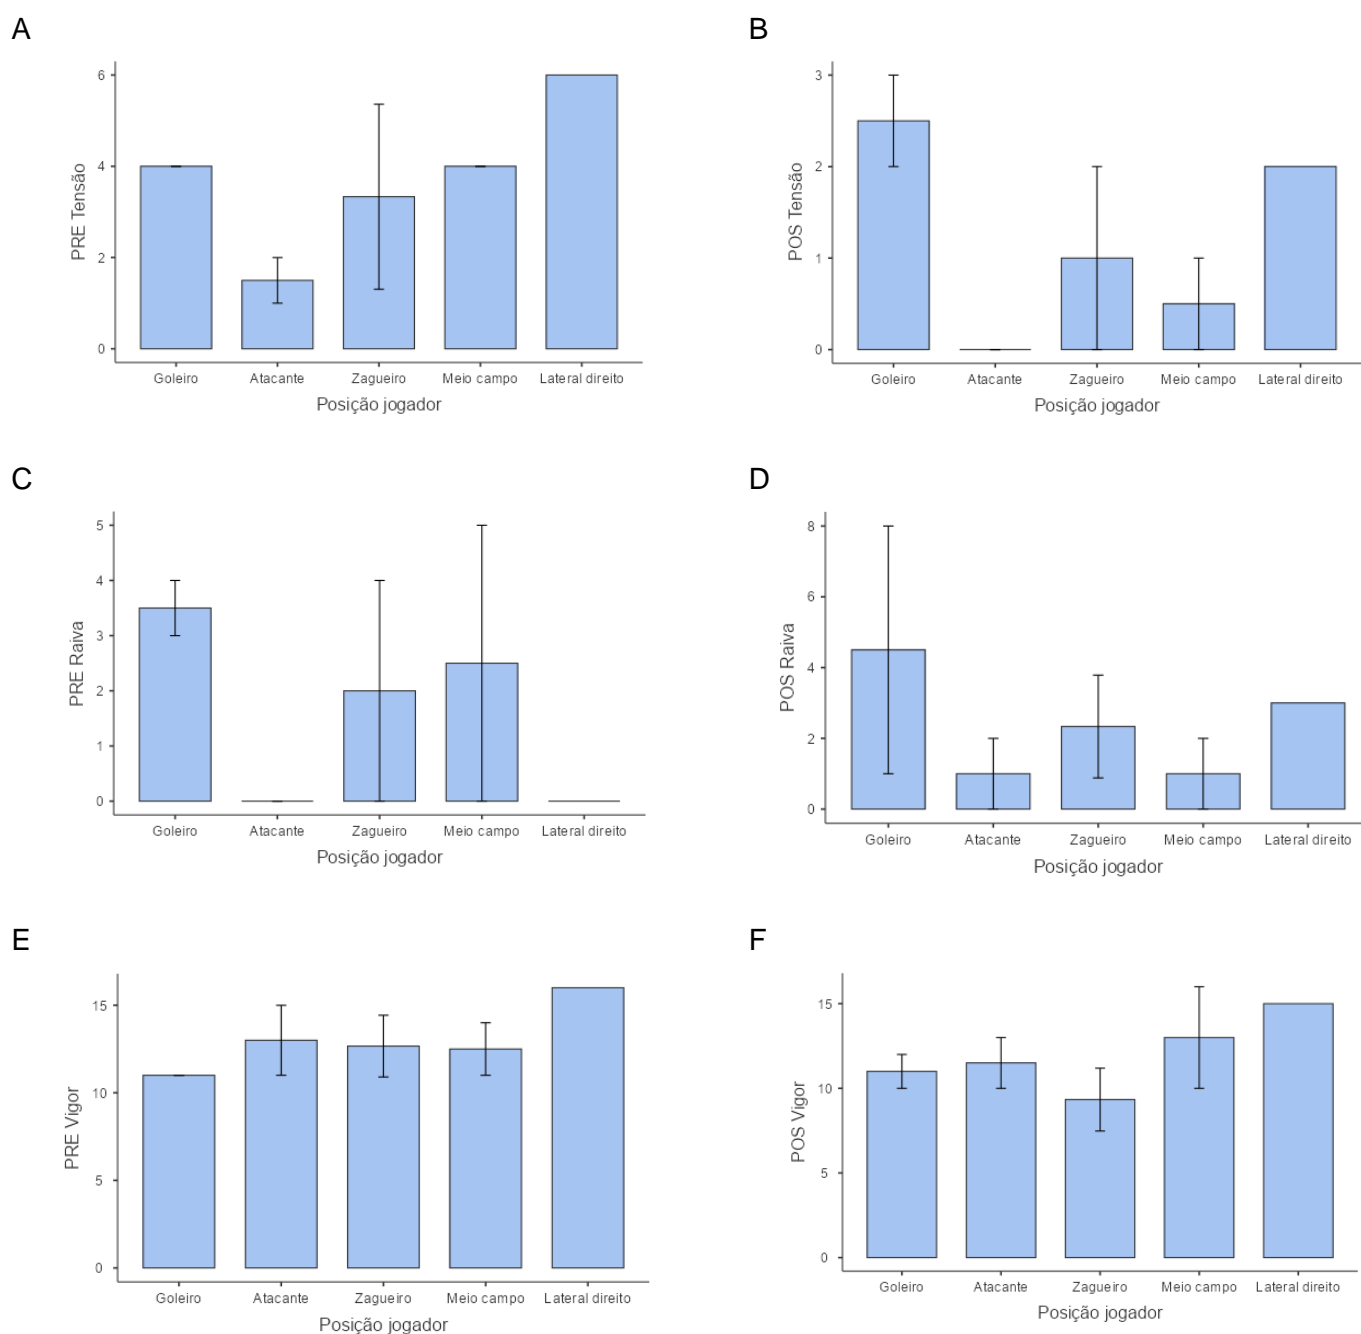 A
PRE Tensão
6
4
2
0
Goleiro Atacante Zagueiro Meio campo Lateral direito
Posição jogador
B
POS Tensão
3
2
1
0
Goleiro Atacante Zagueiro Meio campo Lateral direito
Posição jogador
C
PRE Raiva
5
4
3
2
1
0
Goleiro Atacante Zagueiro Meio campo Lateral direito
Posição jogador
D
POS Raiva
8
6
4
2
0
Goleiro Atacante Zagueiro Meio campo Lateral direito
Posição jogador
E
PRE Vigor
15
10
5
0
Goleiro Atacante Zagueiro Meio campo Lateral direito
Posição jogador
F
POS Vigor
15
10
5
0
Goleiro Atacante Zagueiro Meio campo Lateral direito
Posição jogador